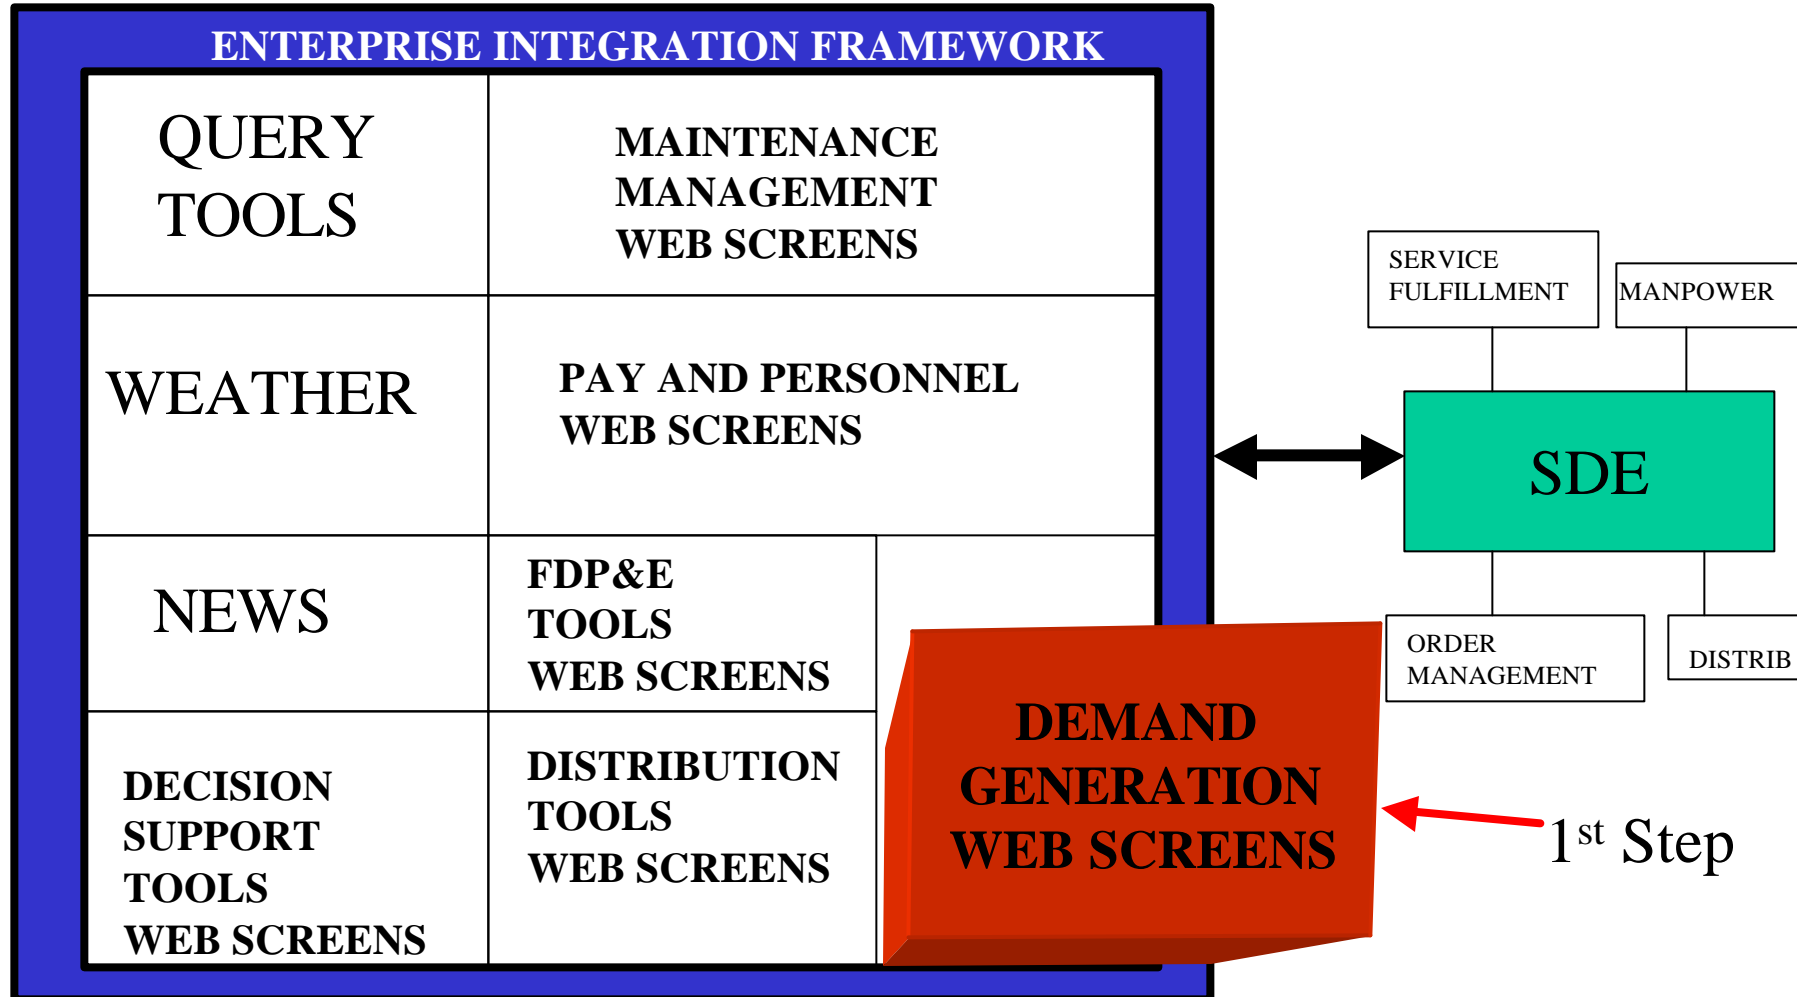 ENTERPRISE INTEGRATION FRAMEWORK
QUERY
TOOLS
MAINTENANCE
MANAGEMENT
WEB SCREENS
WEATHER
PAY AND PERSONNEL
WEB SCREENS
NEWS
FDP&E
TOOLS
WEB SCREENS
DECISION
SUPPORT
TOOLS
WEB SCREENS
DISTRIBUTION
TOOLS
WEB SCREENS
DEMAND
GENERATION
WEB SCREENS
SERVICE
FULFILLMENT
MANPOWER
SDE
ORDER
MANAGEMENT
DISTRIB
1st Step